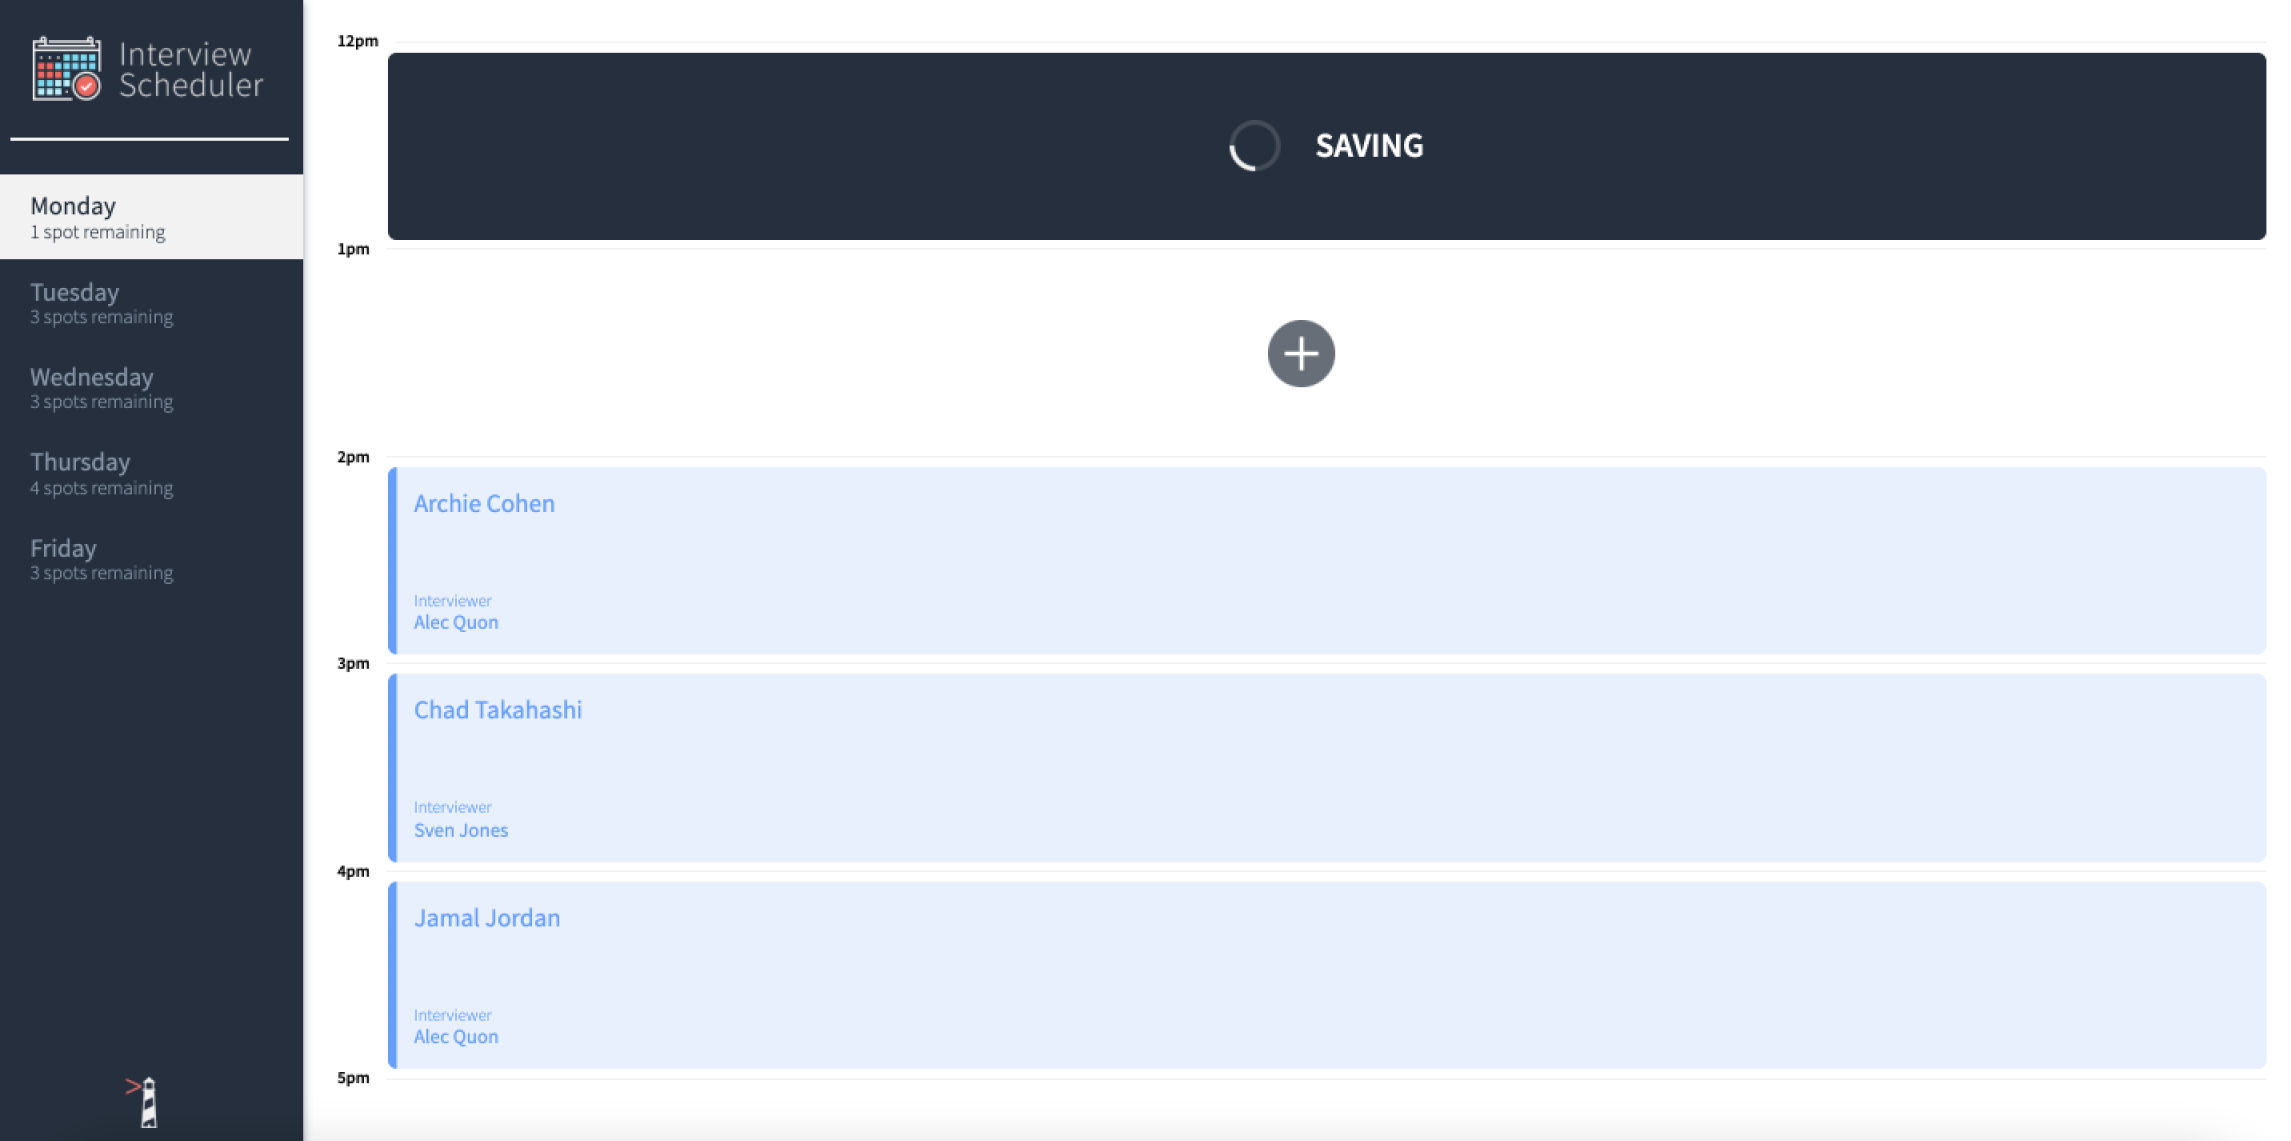 Interview
Scheduler
Monday
1 spot remaining
Tuesday
3 spots remaining
Wednesday
3 spots remaining
Thursday
4 spots remaining
Friday
3 spots remaining
12pm
SAVING
1pm
2pm
Archie Cohen
Interviewer
Alec Quon
3pm
Chad Takahashi
Interviewer
Sven Jones
4pm
Jamal Jordan
Interviewer
Alec Quon
5pm